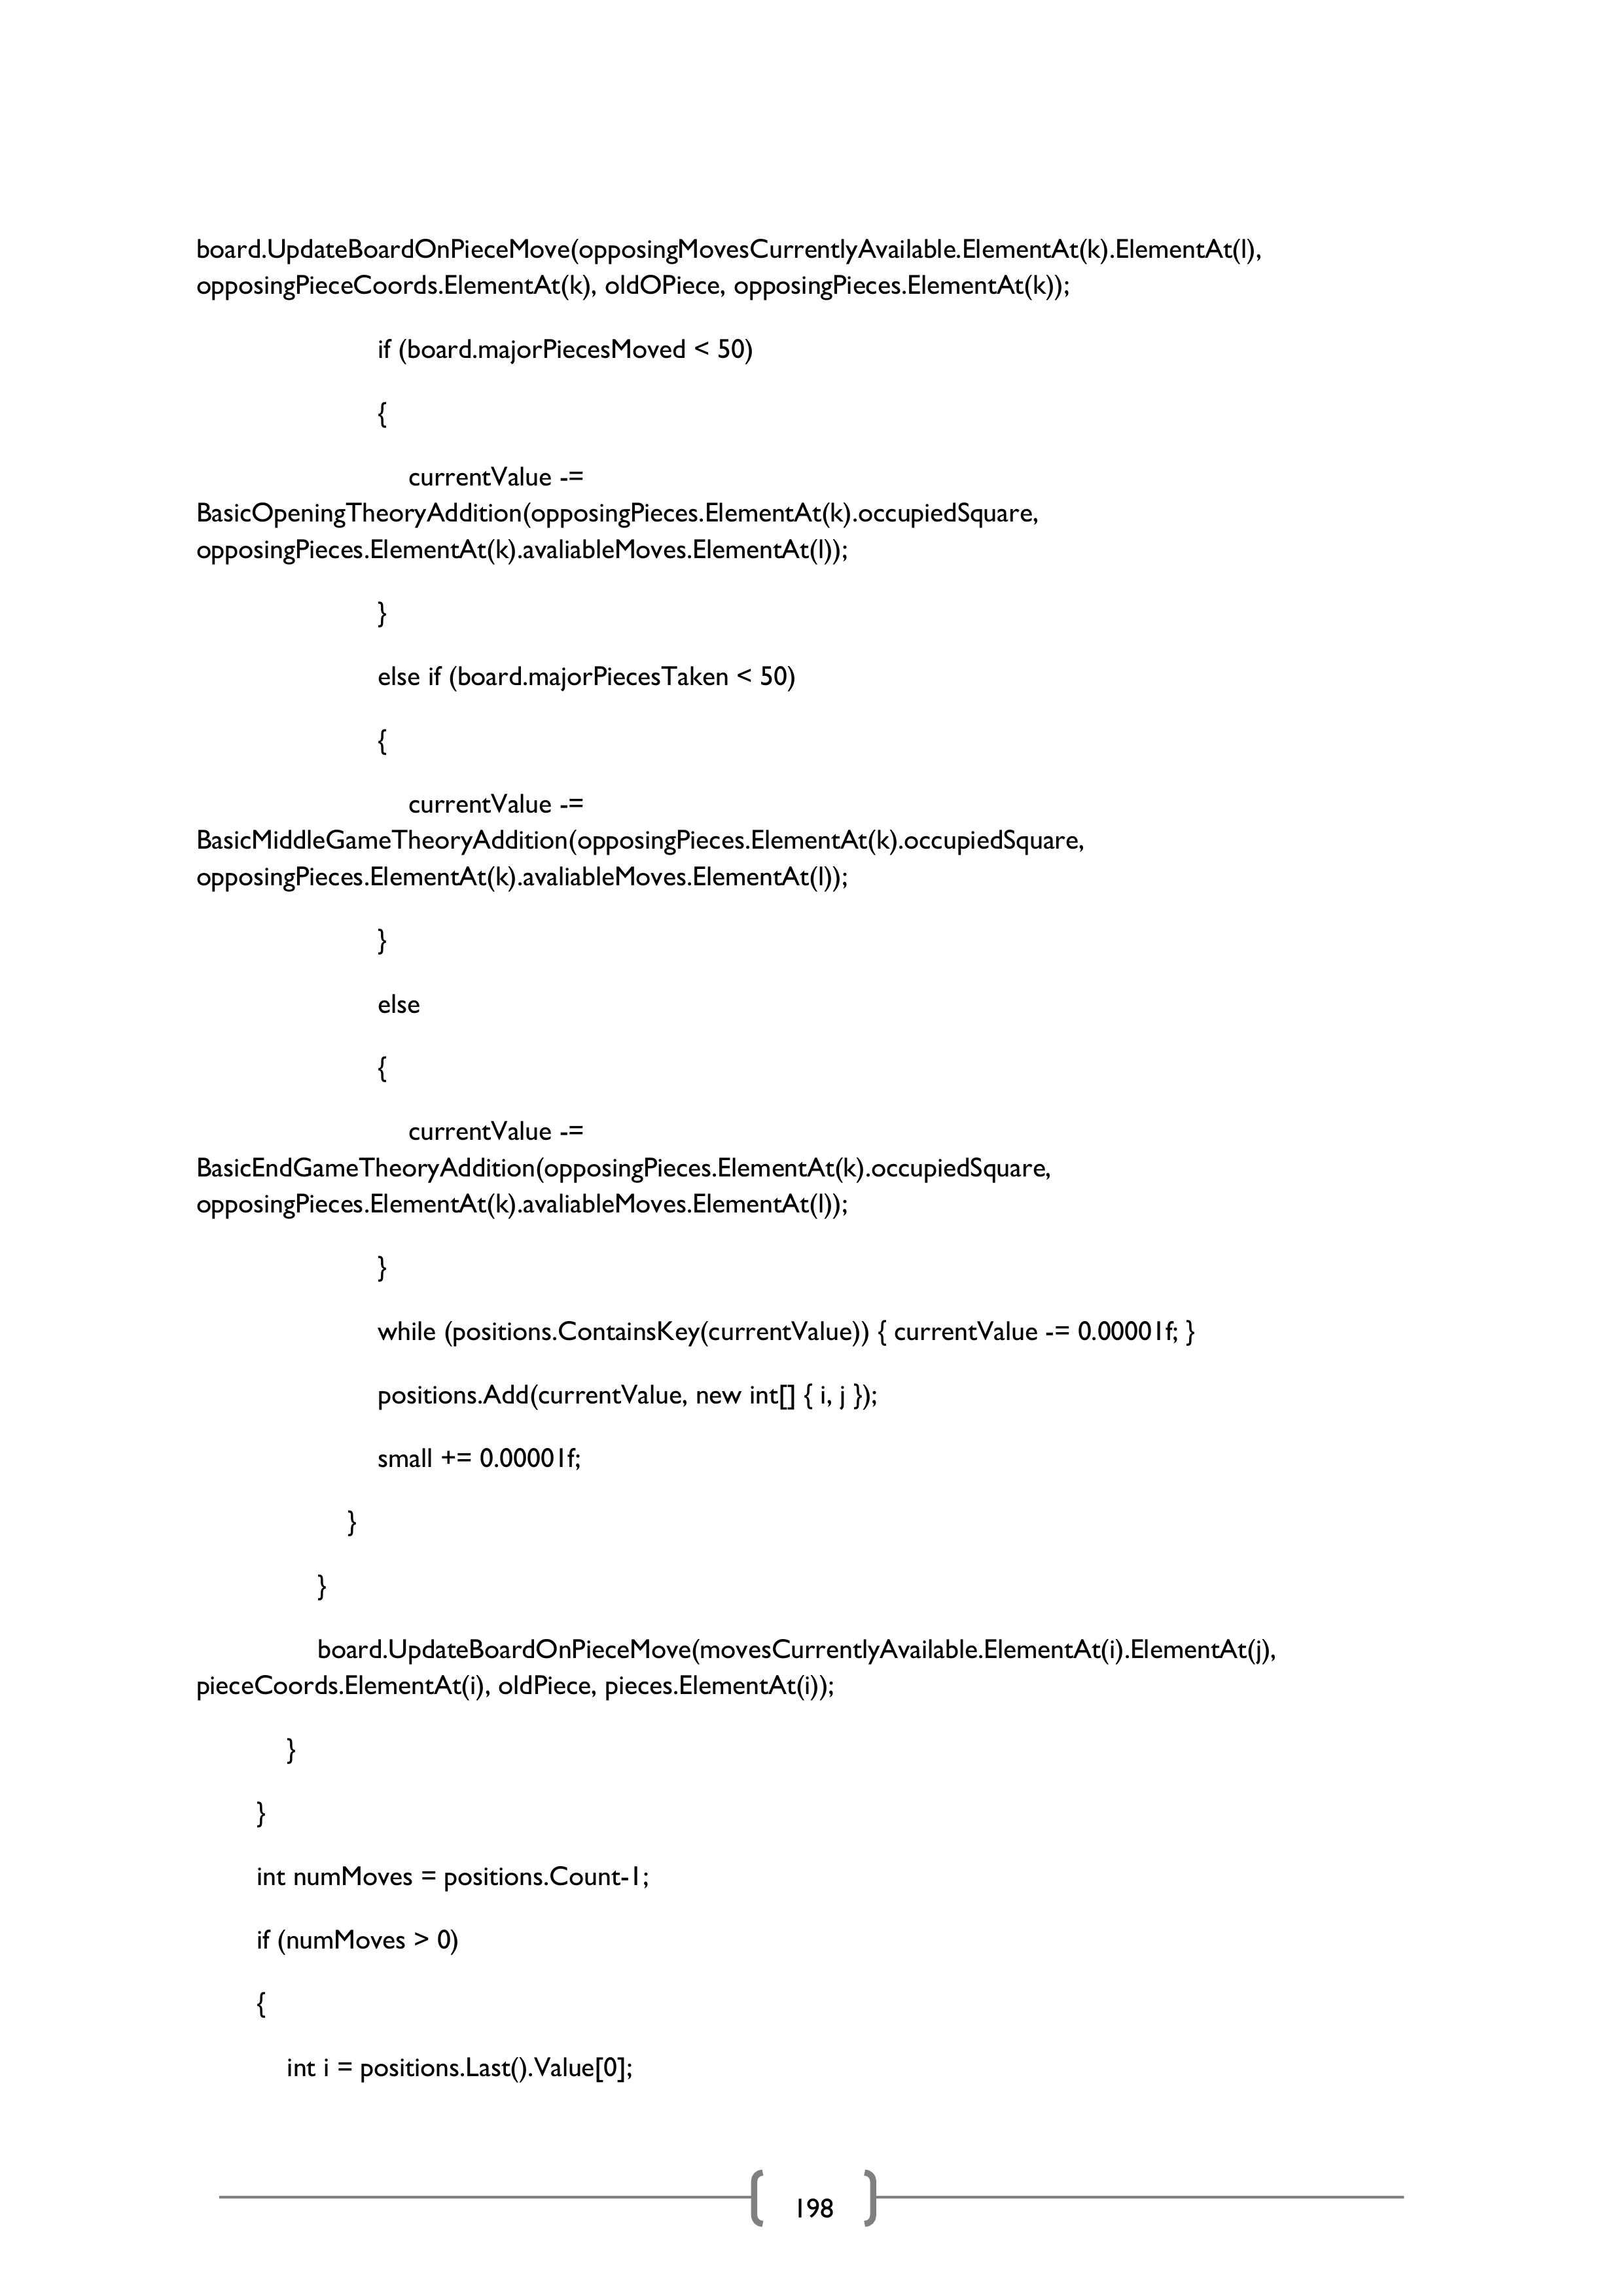 board.UpdateBoardOnPieceMove(opposingMovesCurrentlyAvailable.ElementAt(k).ElementAt(l),
opposingPieceCoords.ElementAt(k), oldOPiece, opposingPieces.ElementAt(k));
if (board.majorPiecesMoved < 50)
{
currentValue -=
BasicOpeningTheoryAddition(opposingPieces.ElementAt(k).occupiedSquare,
opposingPieces.ElementAt(k).avaliableMoves.ElementAt(l));
}
else if (board.majorPiecesTaken < 50)
{
currentValue -=
BasicMiddleGameTheoryAddition(opposingPieces.ElementAt(k).occupiedSquare,
opposingPieces.ElementAt(k).avaliableMoves.ElementAt(l));
}
else
{
currentValue -=
BasicEndGameTheoryAddition(opposingPieces.ElementAt(k).occupiedSquare,
opposingPieces.ElementAt(k).avaliableMoves.ElementAt(l));
}
while (positions.ContainsKey(currentValue)) { currentValue -= 0.00001f; }
positions.Add(currentValue, new int[] { i, j });
small += 0.00001f;
}
}
board.UpdateBoardOnPieceMove(movesCurrentlyAvailable.ElementAt(i).ElementAt(j),
pieceCoords.ElementAt(i), oldPiece, pieces.ElementAt(i));
}
}
int numMoves = positions.Count-1;
if (numMoves > 0)
{
int i = positions.Last().Value[0];
198